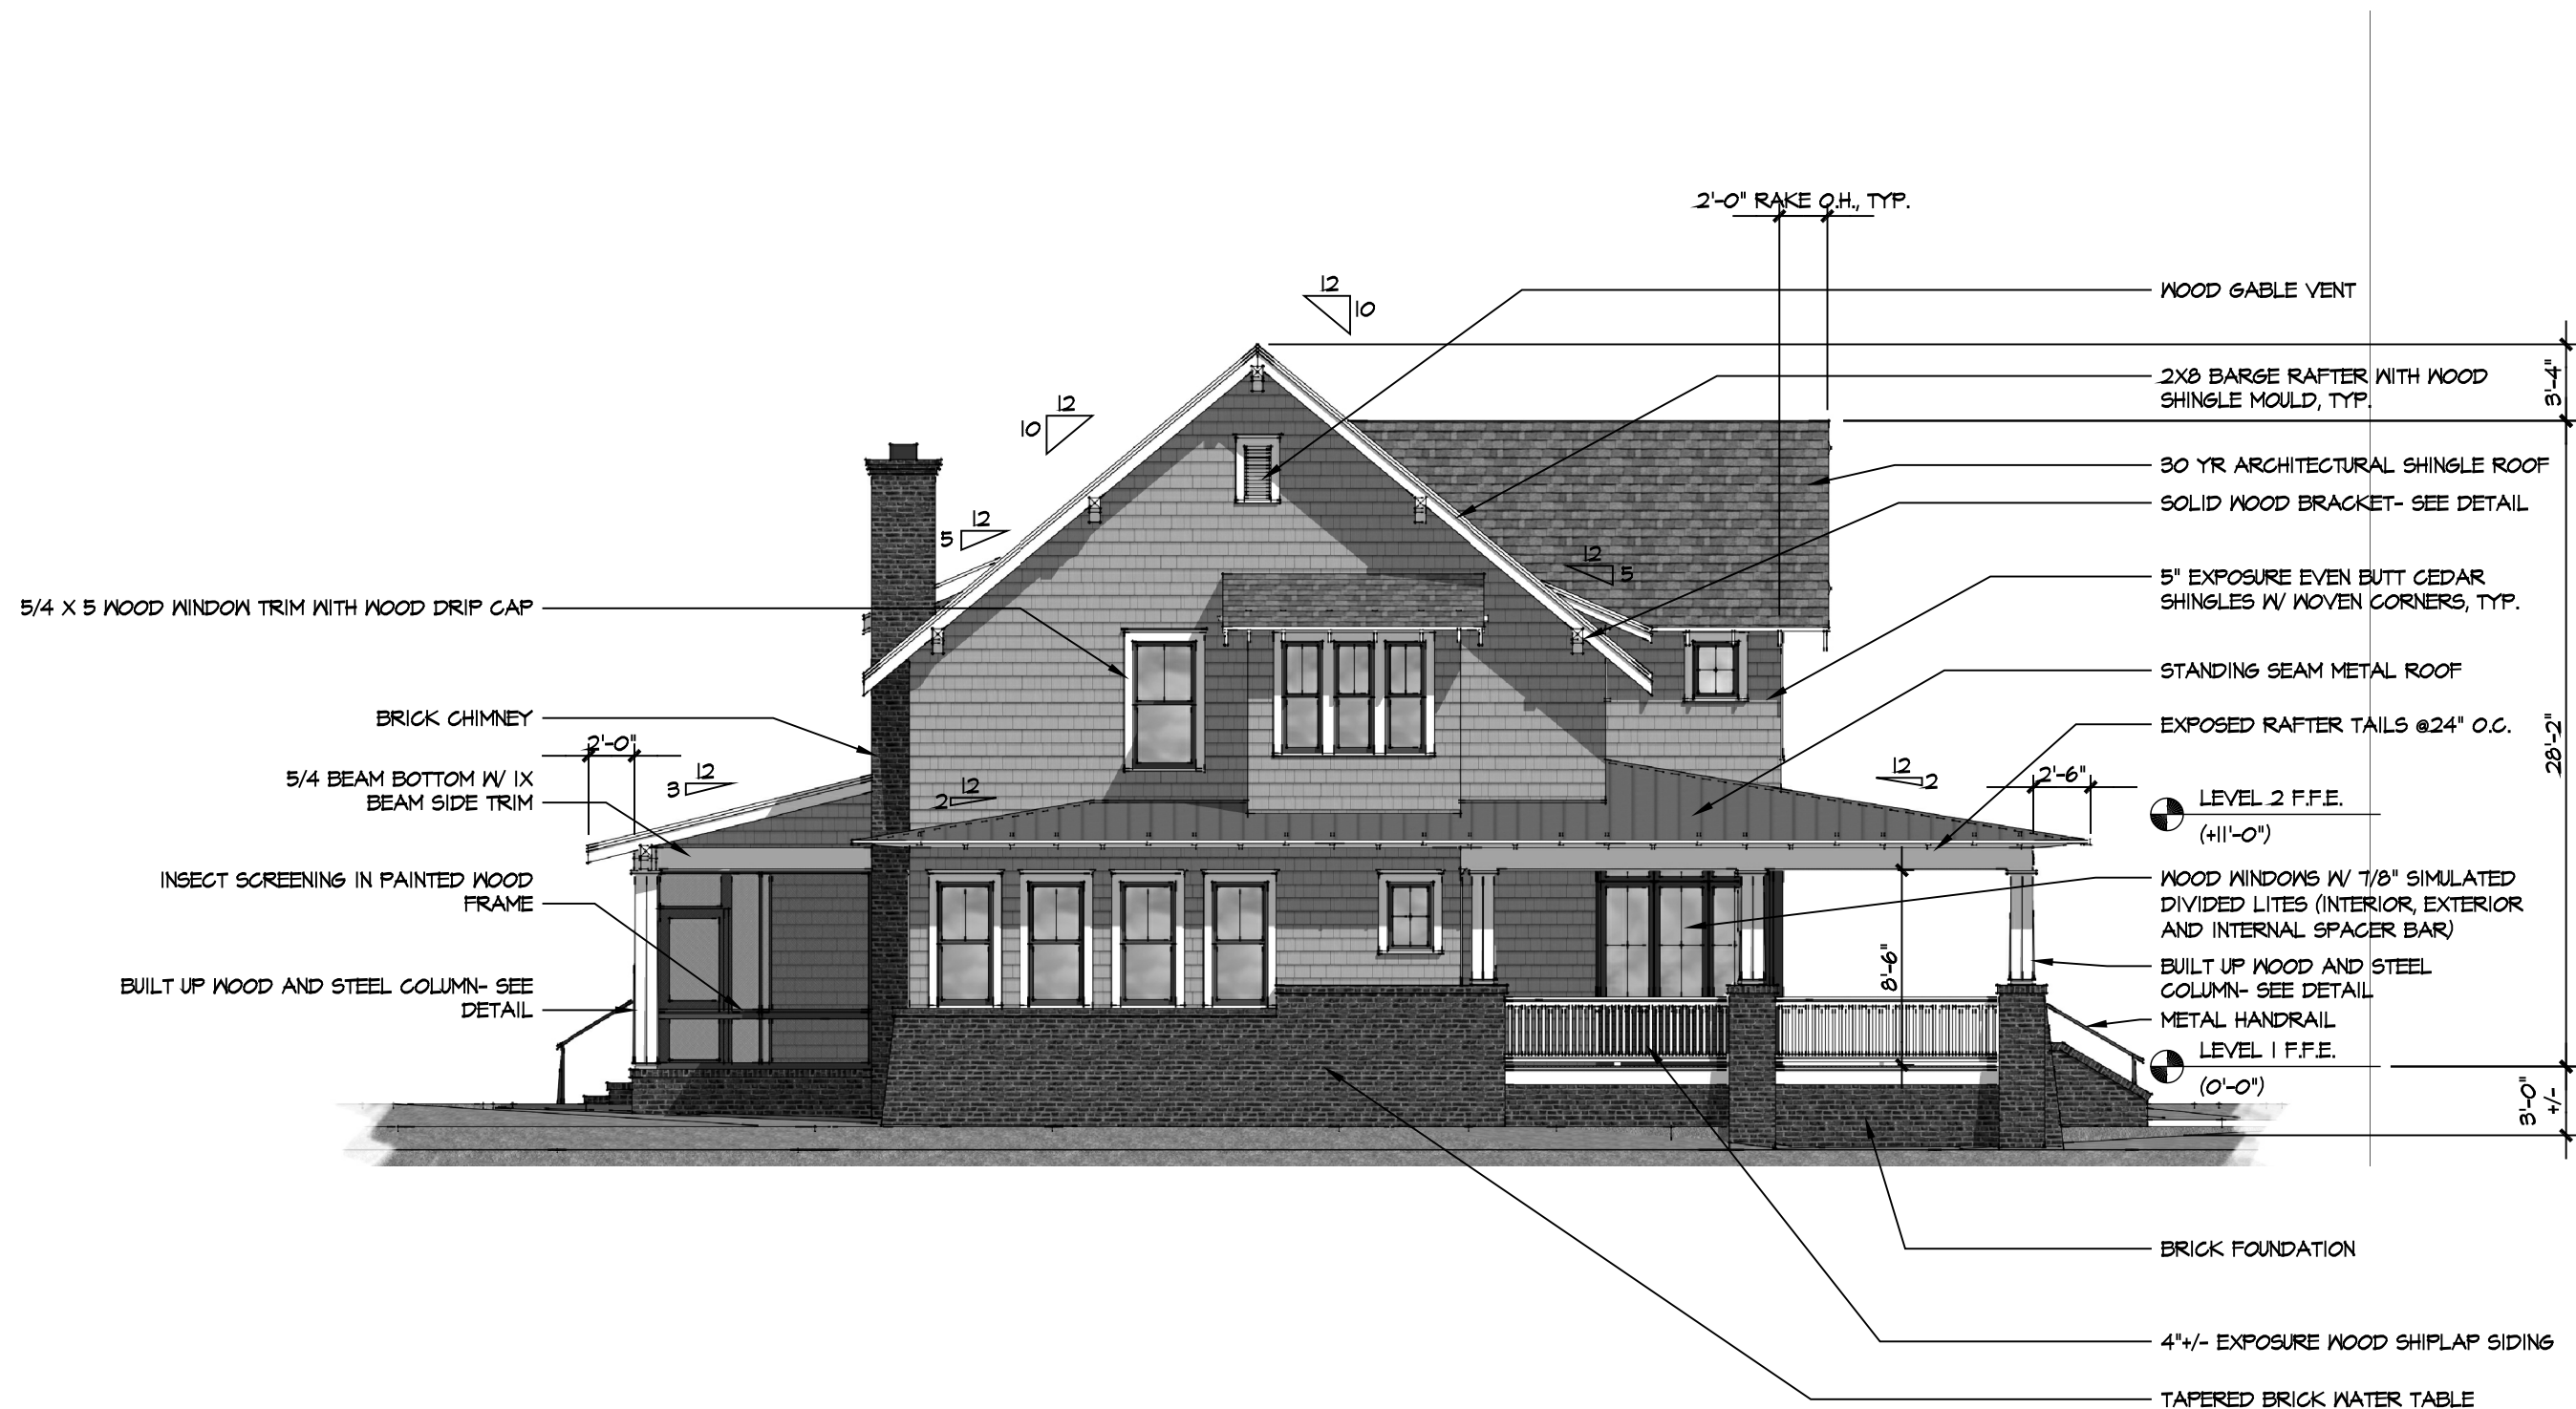 2'-0" RAKE O.H., TYP.
12
10
WOOD GABLE VENT
3'-4"
2X8 BARGE RAFTER WITH WOOD
SHINGLE MOULD, TYP.
12
10
30 YR ARCHITECTURAL SHINGLE ROOF
SOLID WOOD BRACKET- SEE DETAIL
12
5
12
5
5" EXPOSURE EVEN BUTT CEDAR
SHINGLES W/ WOVEN CORNERS, TYP.
5/4 X 5 WOOD WINDOW TRIM WITH WOOD DRIP CAP
STANDING SEAM METAL ROOF
BRICK CHIMNEY
EXPOSED RAFTER TAILS @24" O.C.
2'-0"
28'-2"
5/4 BEAM BOTTOM W/ 1X
BEAM SIDE TRIM
12
3
12
2
12
2
2'-6"
LEVEL 2 F.F.E.
(+11'-0")
INSECT SCREENING IN PAINTED WOOD
FRAME
WOOD WINDOWS W/ 7/8" SIMULATED
DIVIDED LITES (INTERIOR, EXTERIOR
AND INTERNAL SPACER BAR)
8'-6"
BUILT UP WOOD AND STEEL COLUMN- SEE
DETAIL
BUILT UP WOOD AND STEEL
COLUMN- SEE DETAIL
METAL HANDRAIL
LEVEL 1 F.F.E.
(0'-0")
3'-0"
+/-
BRICK FOUNDATION
4"+/- EXPOSURE WOOD SHIPLAP SIDING
TAPERED BRICK WATER TABLE